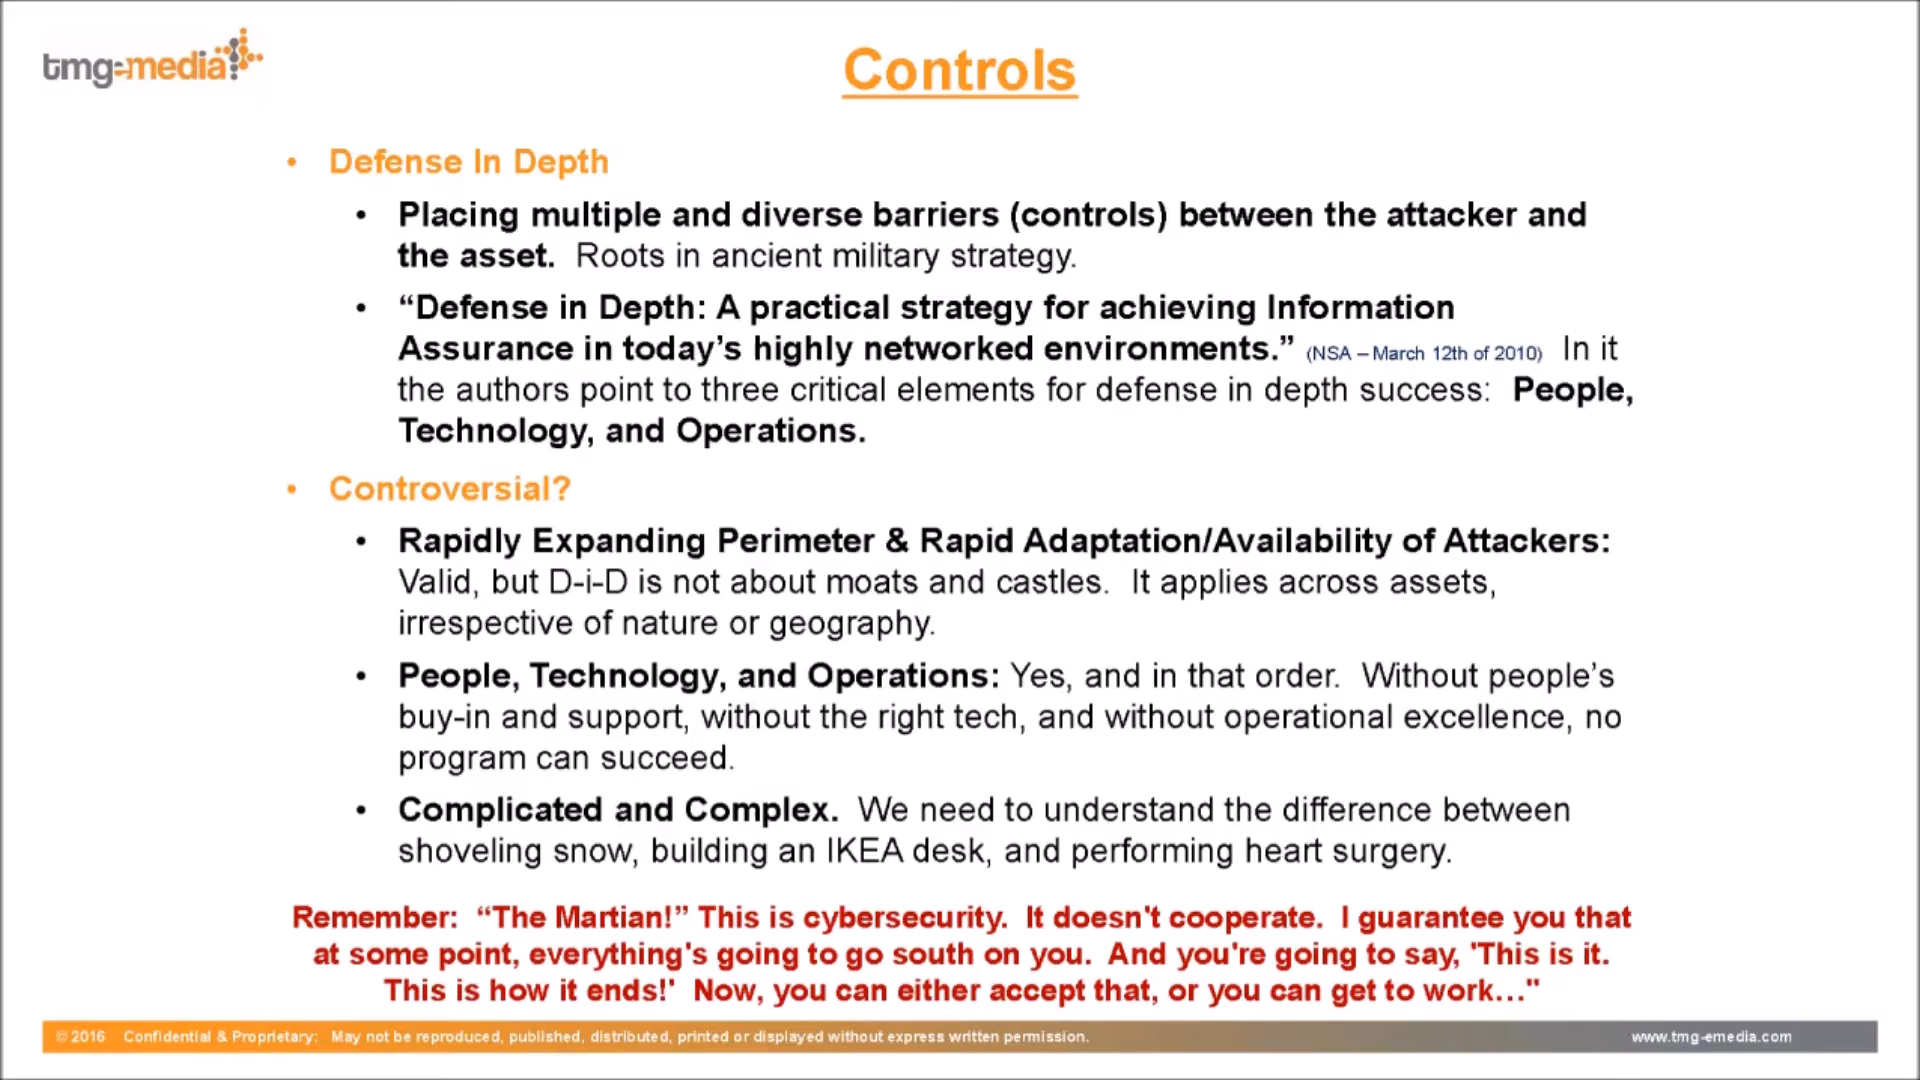 tmg-emedia
Controls
• Defense In Depth
• Placing multiple and diverse barriers (controls) between the attacker and
the asset.  Roots in ancient military strategy.
• “Defense in Depth: A practical strategy for achieving Information
Assurance in today’s highly networked environments.” (NSA – March 12th of 2010)  In it
the authors point to three critical elements for defense in depth success:  People,
Technology, and Operations.
• Controversial?
• Rapidly Expanding Perimeter & Rapid Adaptation/Availability of Attackers:
Valid, but D-i-D is not about moats and castles.  It applies across assets,
irrespective of nature or geography.
• People, Technology, and Operations: Yes, and in that order.  Without people’s
buy-in and support, without the right tech, and without operational excellence, no
program can succeed.
• Complicated and Complex.  We need to understand the difference between
shoveling snow, building an IKEA desk, and performing heart surgery.
Remember:  “The Martian!” This is cybersecurity.  It doesn't cooperate.  I guarantee you that
at some point, everything's going to go south on you.  And you're going to say, 'This is it.
This is how it ends!'  Now, you can either accept that, or you can get to work…"
© 2016 Confidential & Proprietary: May not be reproduced, published, distributed, printed or displayed without express written permission.
www.tmg-emedia.com